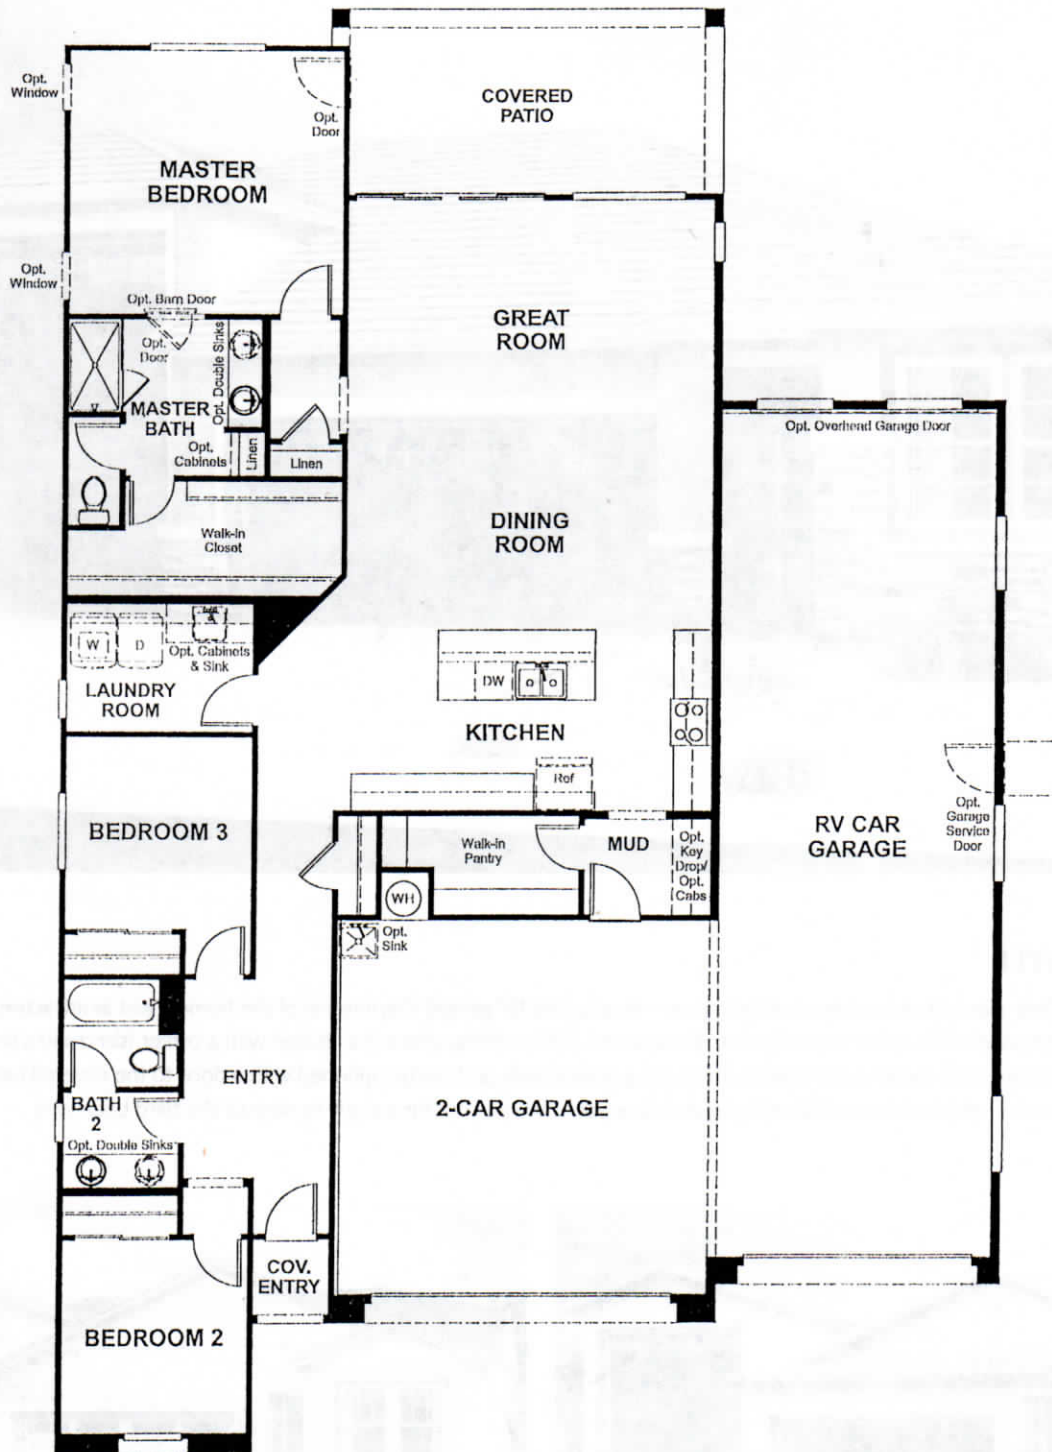 COVERED
PATIO
Opt.
Window
Opt.
Door
MASTER
BEDROOM
Opt.
Window
Opt. Barn Door
Opt.
Door
Opt. Double Sinks
MASTER
BATH
Opt.
Cabinets
Linen
Linen
GREAT
ROOM
Opt. Overhead Garage Door
Walk-in
Closet
DINING
ROOM
W
D
Opt. Cabinets
& Sink
LAUNDRY
ROOM
DW
KITCHEN
Ref
BEDROOM 3
Walk-in
Pantry
MUD
Opt.
Key
Drop/
Opt.
Cabs
RV CAR
GARAGE
Opt.
Garage
Service
Door
WH
Opt.
Sink
ENTRY
BATH
2
Opt. Double Sinks
2-CAR GARAGE
COV.
ENTRY
BEDROOM 2